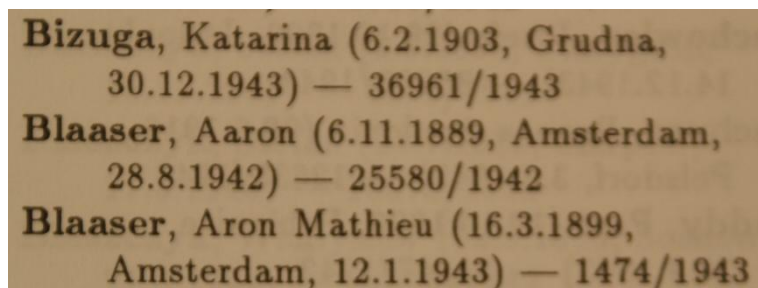 Bizuga, Katarina (6.2.1903, Grudna,
30.12.1943) — 36961/1943
Blaaser, Aaron (6.11.1889, Amsterdam,
28.8.1942) — 25580/1942
Blaaser, Aron Mathieu (16.3.1899,
Amsterdam, 12.1.1943) — 1474/1943